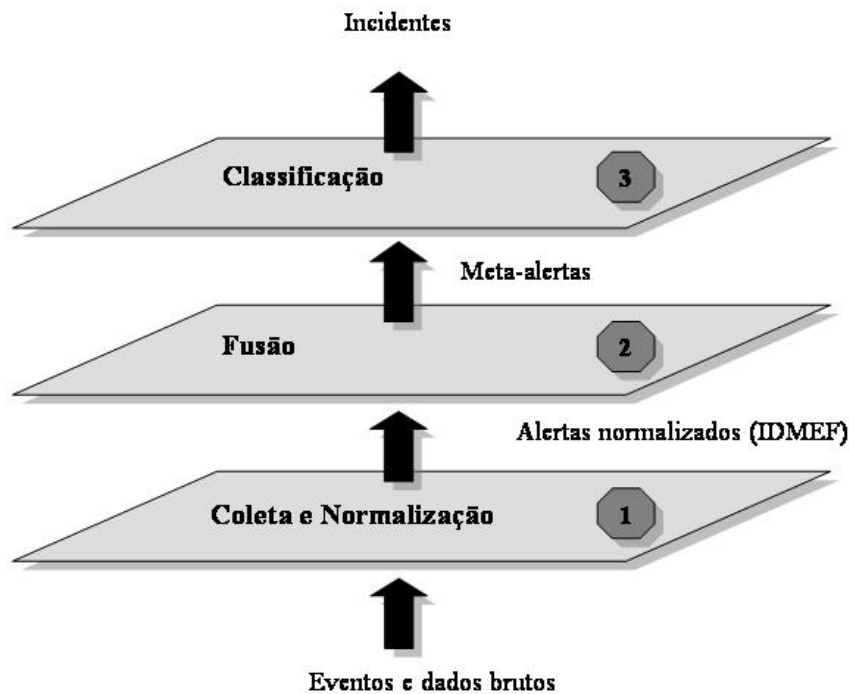 Incidentes
Classificação 3
Meta-alertas
Fusão 2
Alertas normalizados (IDMEF)
Coleta e Normalização 1
Eventos e dados brutos